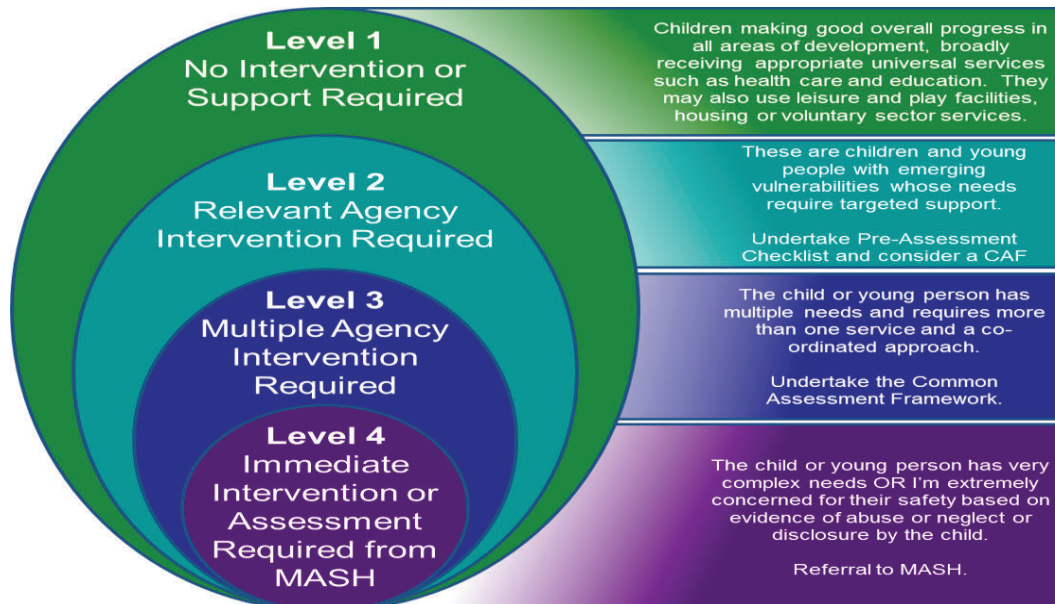 Level 1
No Intervention or
Support Required
Children making good overall progress in
all areas of development, broadly
receiving appropriate universal services
such as health care and education.  They
may also use leisure and play facilities,
housing or voluntary sector services.
Level 2
Relevant Agency
Intervention Required
These are children and young
people with emerging
vulnerabilities whose needs
require targeted support.
Undertake Pre-Assessment
Checklist and consider a CAF
Level 3
Multiple Agency
Intervention
Required
The child or young person has
multiple needs and requires more
than one service and a co-
ordinated approach.
Undertake the Common
Assessment Framework.
Level 4
Immediate
Intervention or
Assessment
Required from
MASH
The child or young person has very
complex needs OR I'm extremely
concerned for their safety based on
evidence of abuse or neglect or
disclosure by the child.
Referral to MASH.